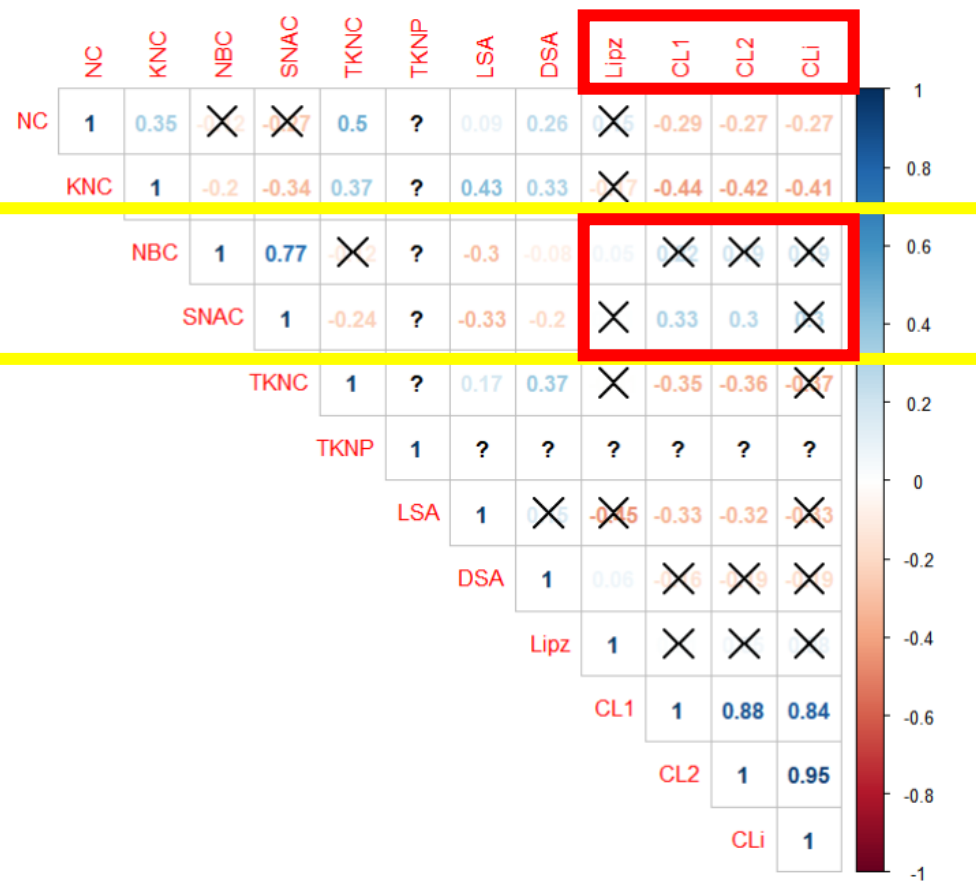 NC KNC NBC SNAC TKNC TKNP LSA DSA Lipz CL1 CL2 CLi
NC 1 0.35 0.5 ? 0.09 0.26 -0.29 -0.27 -0.27
KNC 1 -0.2 -0.34 0.37 ? 0.43 0.33 -0.44 -0.42 -0.41
NBC 1 0.77 ? -0.3 -0.08 0.05
SNAC 1 -0.24 ? -0.33 -0.2 0.33 0.3
TKNC 1 ? 0.17 0.37 -0.35 -0.36
TKNP 1 ? ? ? ? ? ?
LSA 1 -0.45 -0.33 -0.32
DSA 1 0.06
Lipz 1
CL1 1 0.88 0.84
CL2 1 0.95
CLi 1
1
0.8
0.6
0.4
0.2
0
-0.2
-0.4
-0.6
-0.8
-1